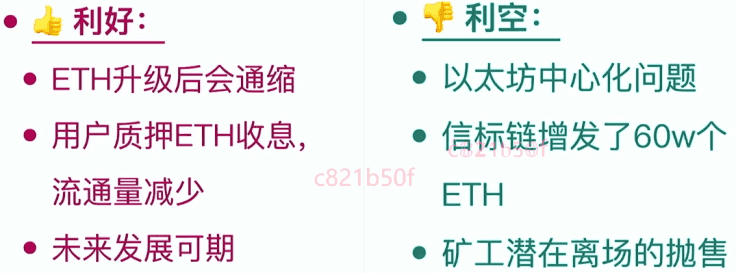 👍 利好:
ETH升级后会通缩
用户质押ETH收息,
流通量减少
未来发展可期
👎 利空:
以太坊中心化问题
信标链增发了60w个
ETH
矿工潜在离场的抛售
c821b50f
c821b50f